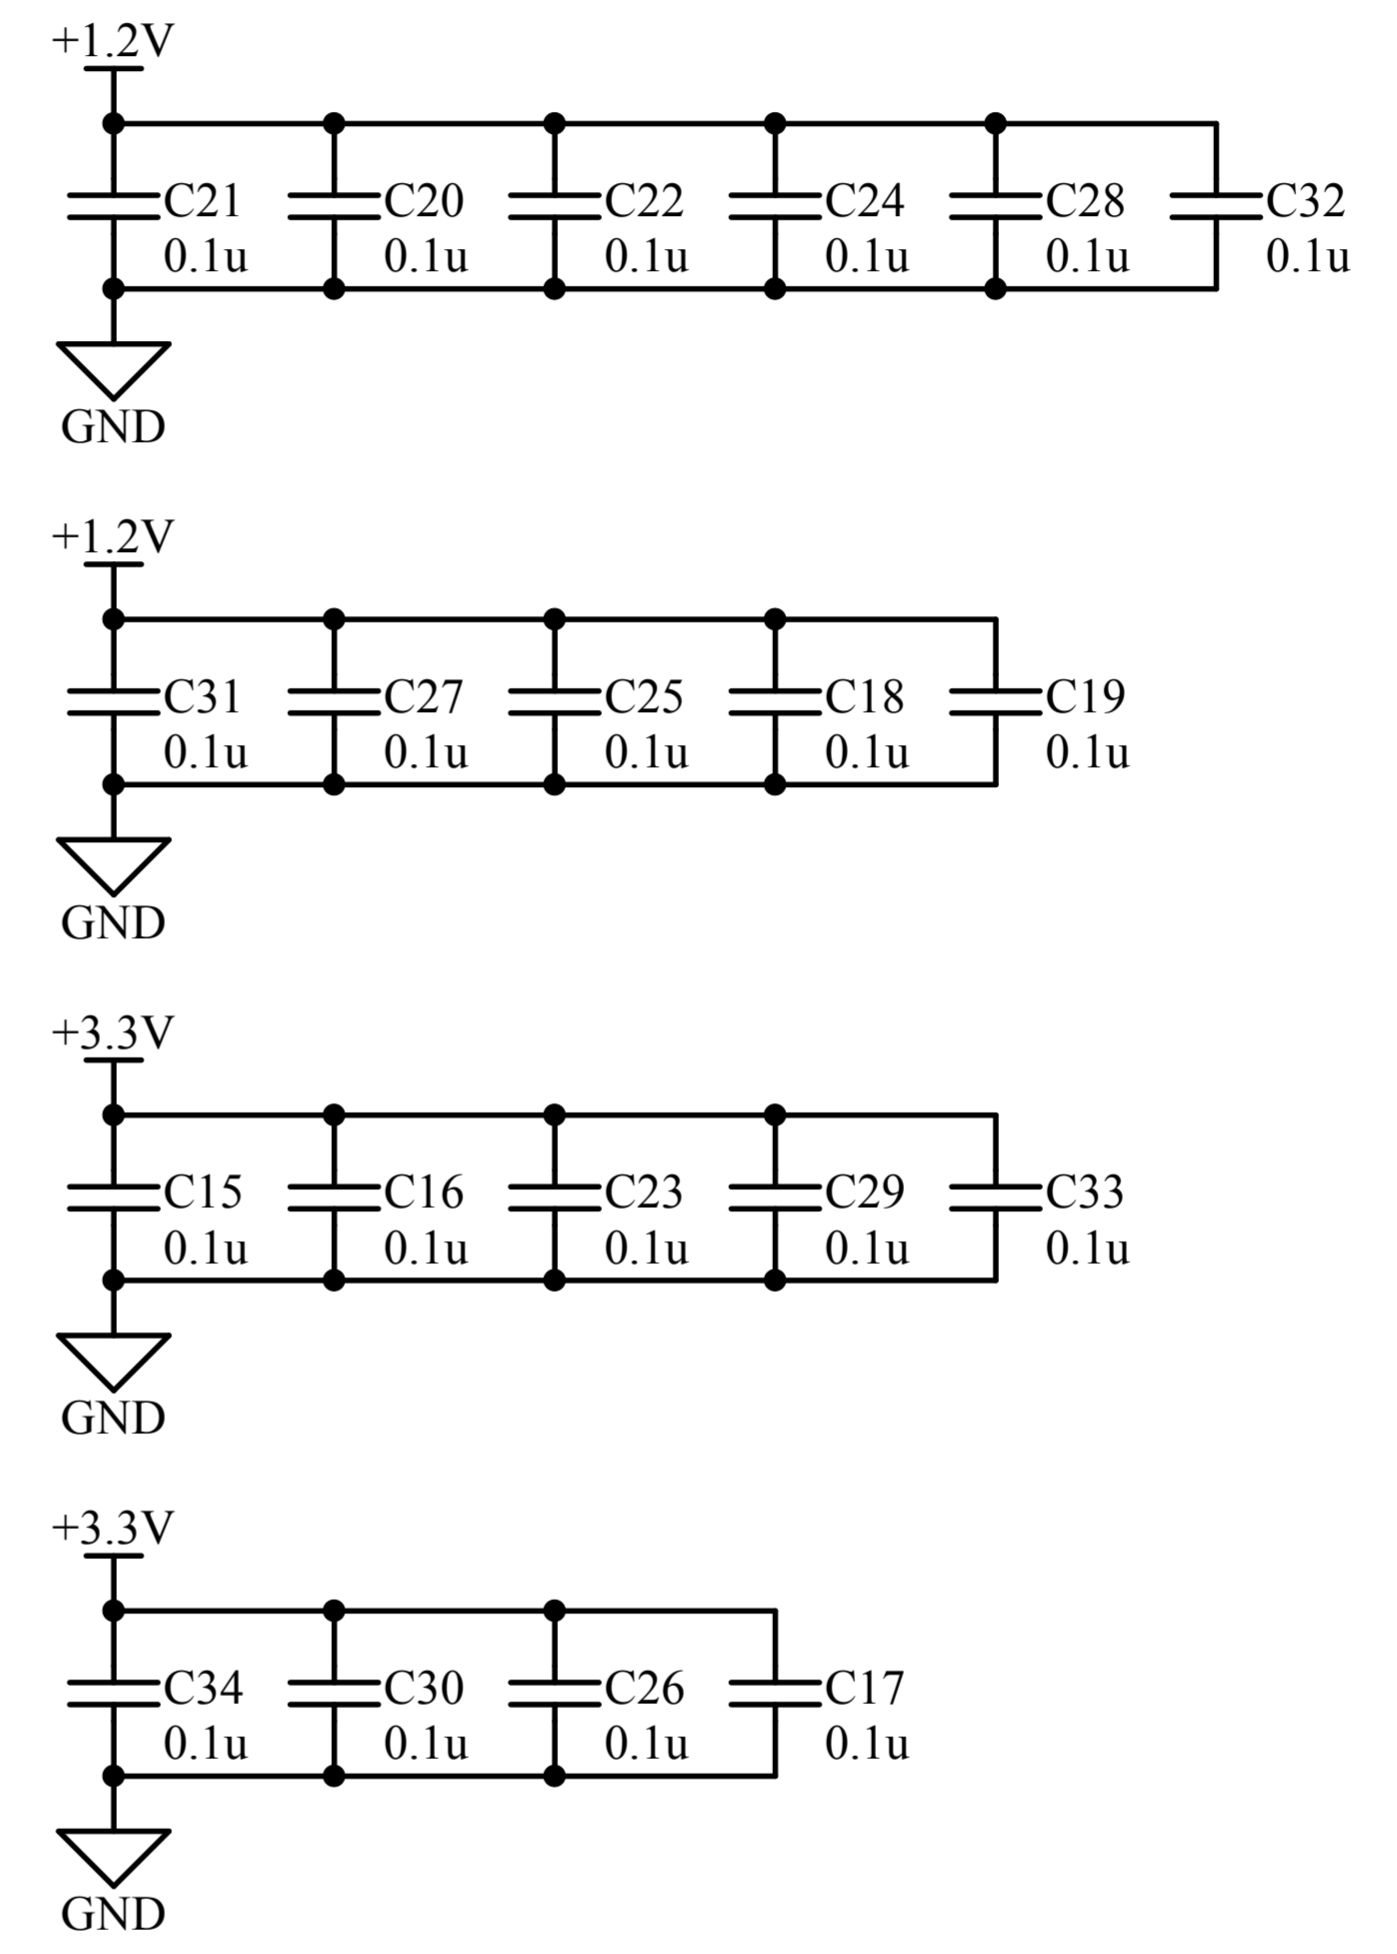 +1.2V
C21 C20 C22 C24 C28 C32
0.1u 0.1u 0.1u 0.1u 0.1u 0.1u
GND
+1.2V
C31 C27 C25 C18 C19
0.1u 0.1u 0.1u 0.1u 0.1u
GND
+3.3V
C15 C16 C23 C29 C33
0.1u 0.1u 0.1u 0.1u 0.1u
GND
+3.3V
C34 C30 C26 C17
0.1u 0.1u 0.1u 0.1u
GND